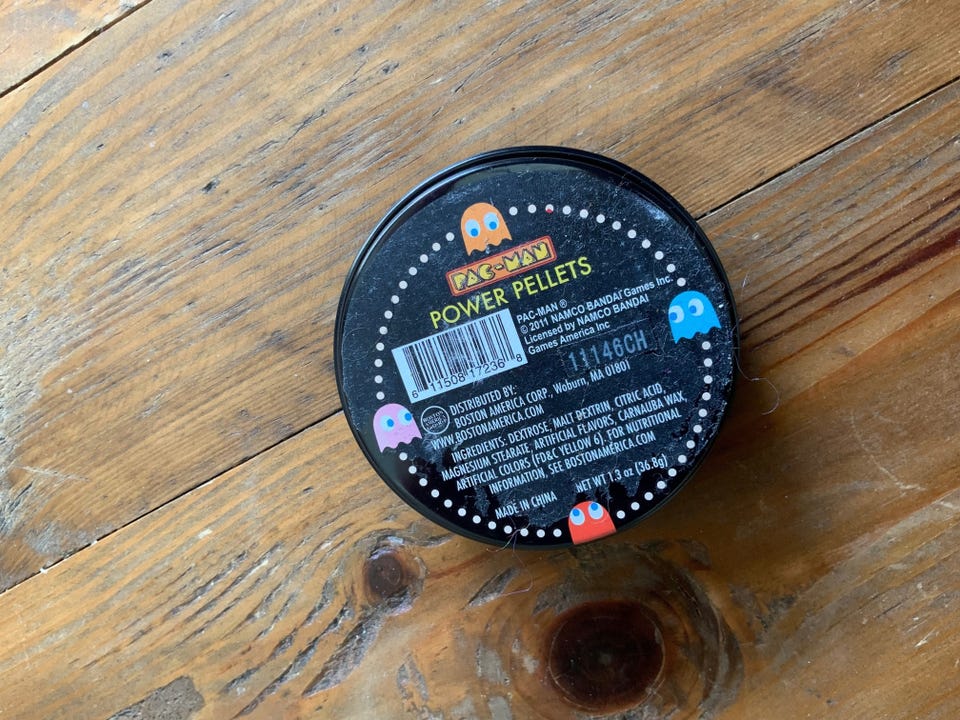 PAC-MAN
POWER PELLETS
PAC-MAN ®
© 2011 NAMCO BANDAI Games Inc.
Licensed by NAMCO BANDAI
Games America Inc
6 11508 17236 8
11146CH
DISTRIBUTED BY:
BOSTON AMERICA CORP., Woburn, MA 01801
WWW.BOSTONAMERICA.COM
INGREDIENTS: DEXTROSE, MALT DEXTRIN, CITRIC ACID,
MAGNESIUM STEARATE, ARTIFICIAL FLAVORS, CARNAUBA WAX,
ARTIFICIAL COLORS (FD&C YELLOW 6). FOR NUTRITIONAL
INFORMATION, SEE BOSTONAMERICA.COM
MADE IN CHINA NET WT 1.3 oz (36.8g)